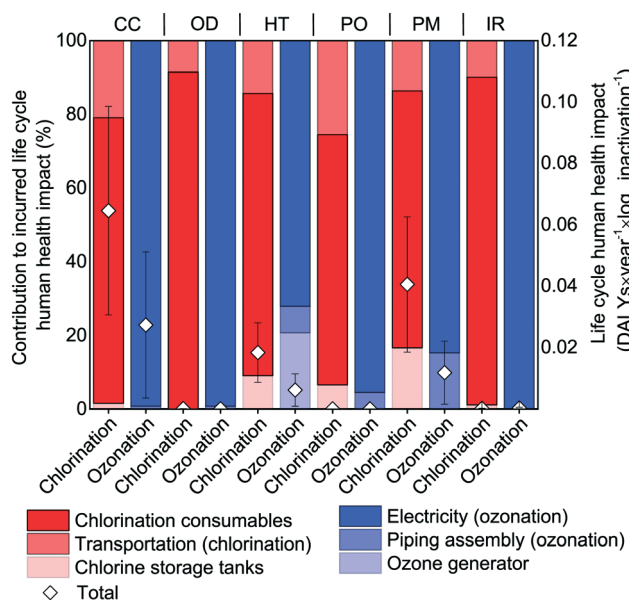 CC | OD | HT | PO | PM | IR
Contribution to incurred life cycle
human health impact (%)
100
80
60
40
20
0
0.12
0.10
0.08
0.06
0.04
0.02
Life cycle human health impact
(DALYs×year⁻¹×log inactivation⁻¹)
Chlorination
Ozonation
Chlorination
Ozonation
Chlorination
Ozonation
Chlorination
Ozonation
Chlorination
Ozonation
Chlorination
Ozonation
Chlorination consumables
Transportation (chlorination)
Chlorine storage tanks
Total
Electricity (ozonation)
Piping assembly (ozonation)
Ozone generator